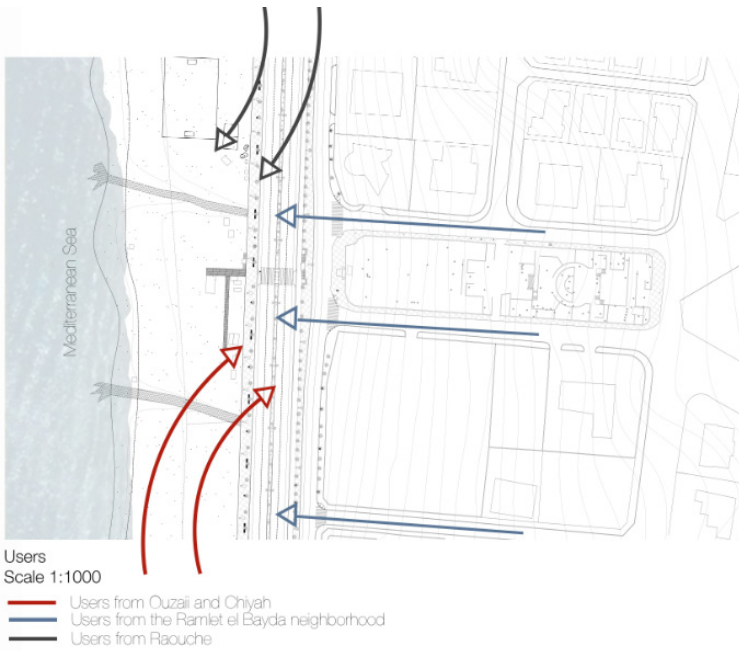 Mediterranean Sea
Users
Scale 1:1000
Users from Ouzaii and Chiyah
Users from the Ramlet el Bayda neighborhood
Users from Raouche